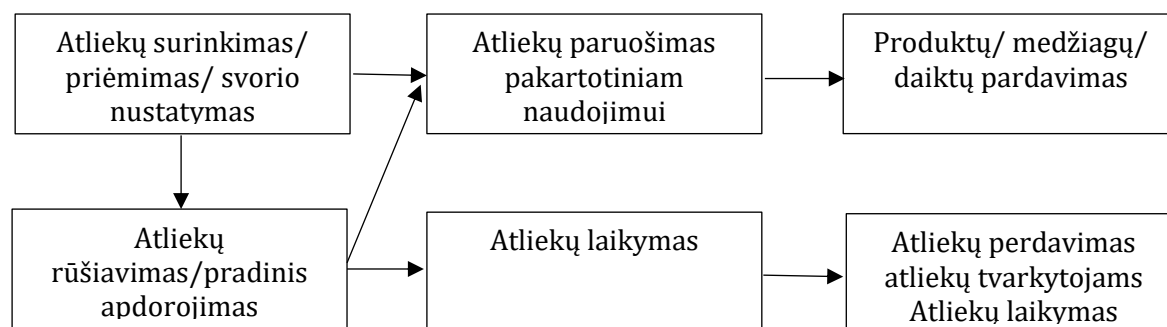 Atliekų surinkimas/
priėmimas/ svorio
nustatymas
Atliekų paruošimas
pakartotiniam
naudojimui
Produktų/ medžiagų/
daiktų pardavimas
Atliekų
rūšiavimas/pradinis
apdorojimas
Atliekų laikymas
Atliekų perdavimas
atliekų tvarkytojams
Atliekų laikymas